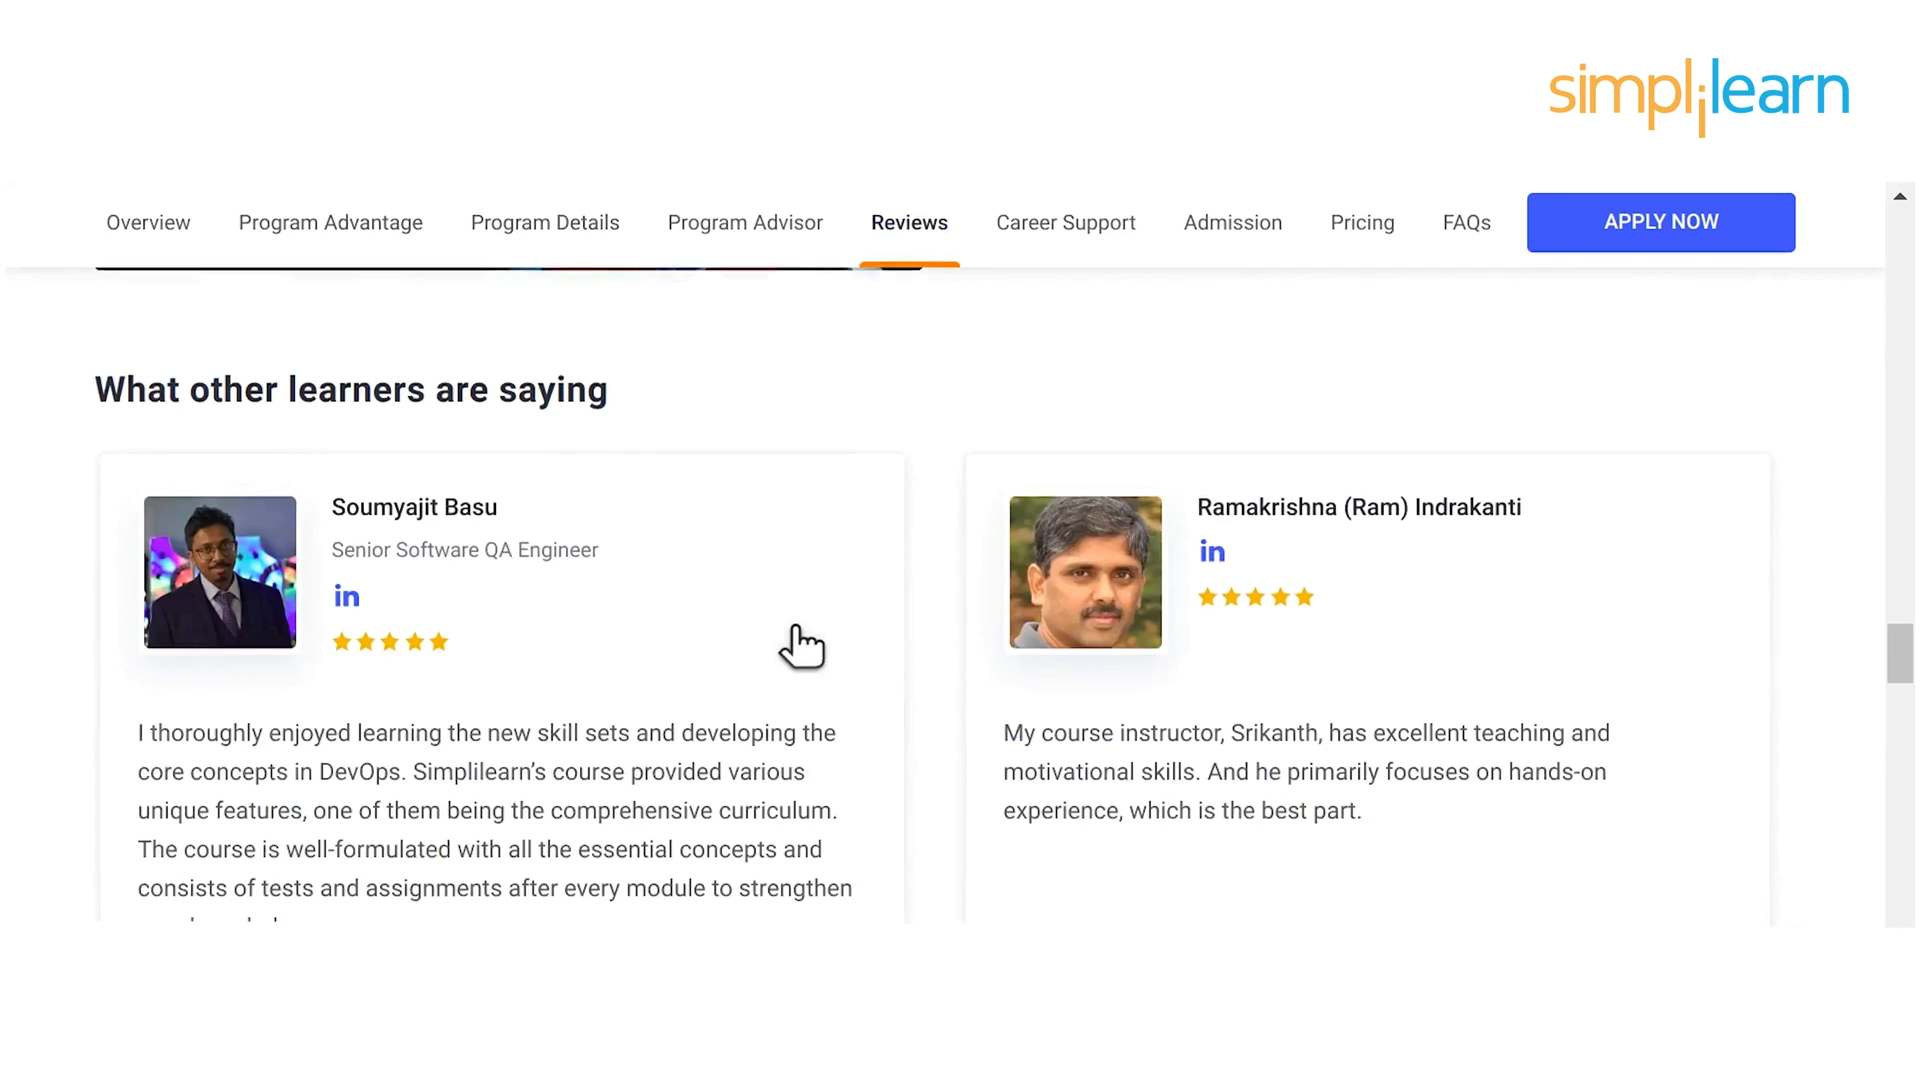 simplilearn
Overview Program Advantage Program Details Program Advisor Reviews Career Support Admission Pricing FAQs APPLY NOW
What other learners are saying
Soumyajit Basu
Senior Software QA Engineer
in
I thoroughly enjoyed learning the new skill sets and developing the
core concepts in DevOps. Simplilearn’s course provided various
unique features, one of them being the comprehensive curriculum.
The course is well-formulated with all the essential concepts and
consists of tests and assignments after every module to strengthen
Ramakrishna (Ram) Indrakanti
in
My course instructor, Srikanth, has excellent teaching and
motivational skills. And he primarily focuses on hands-on
experience, which is the best part.